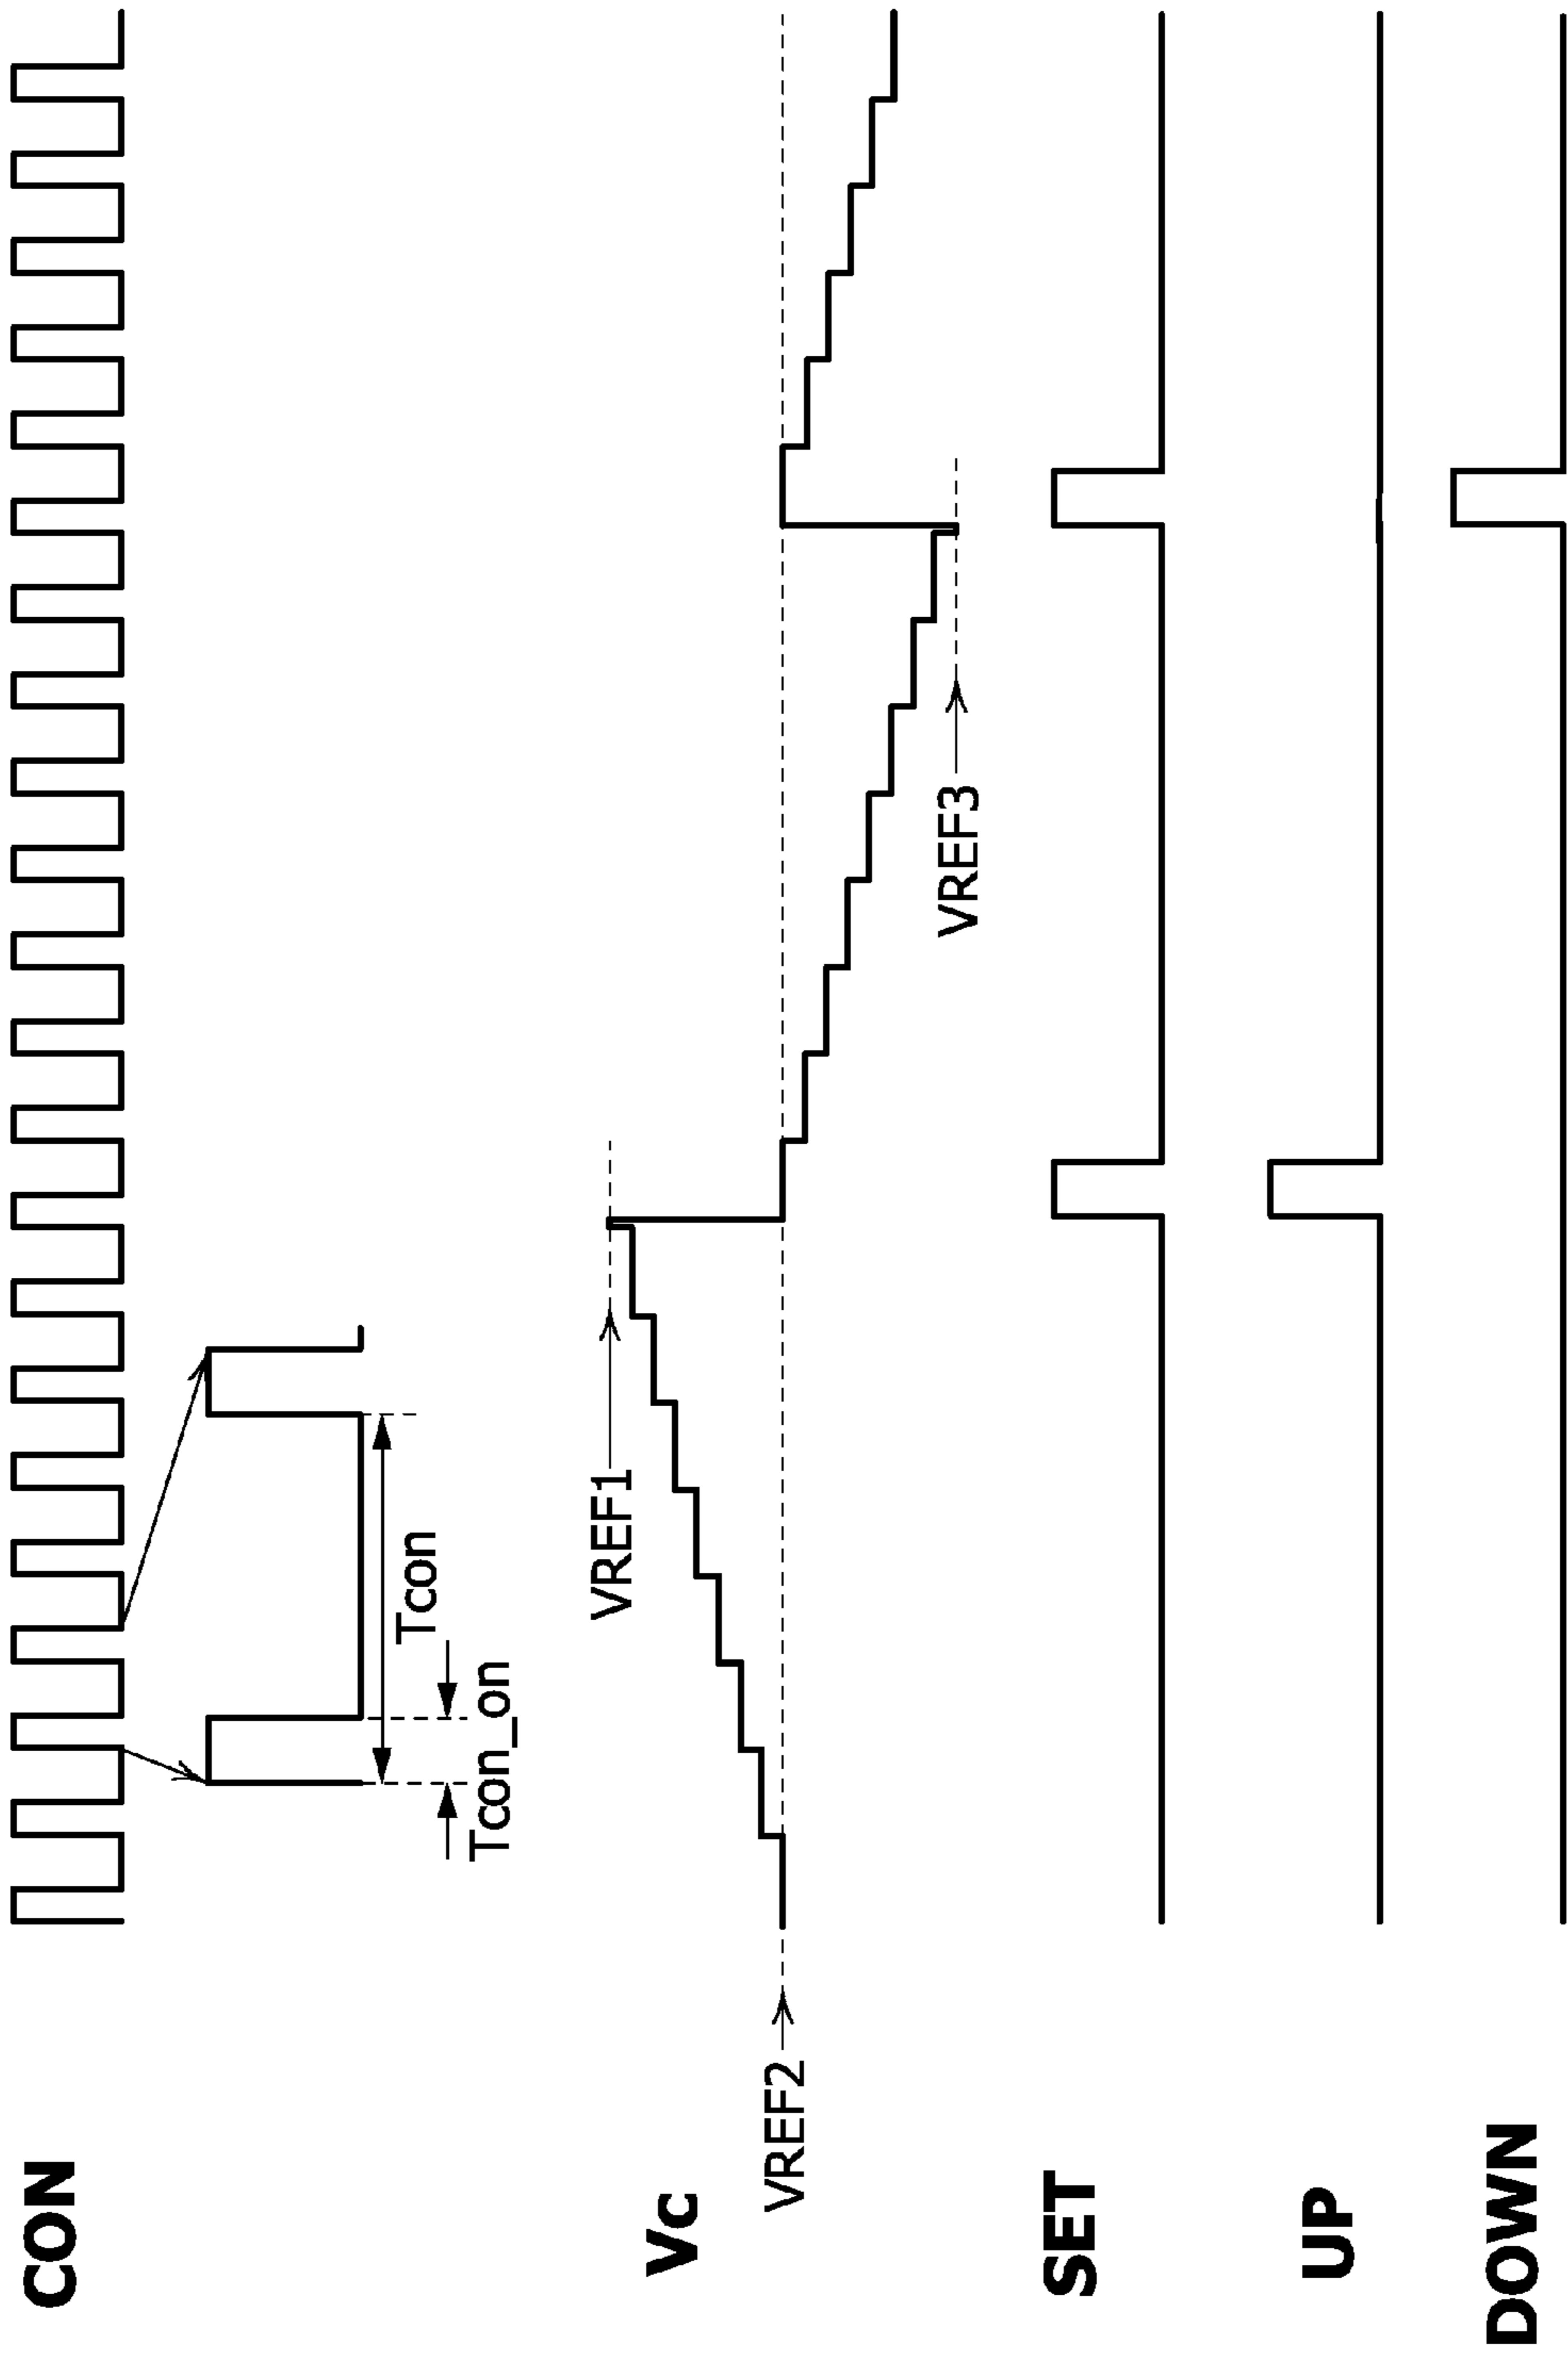 CON
Tcon
Tcon_on
Vc
VREF1
VREF2
VREF3
SET
UP
DOWN